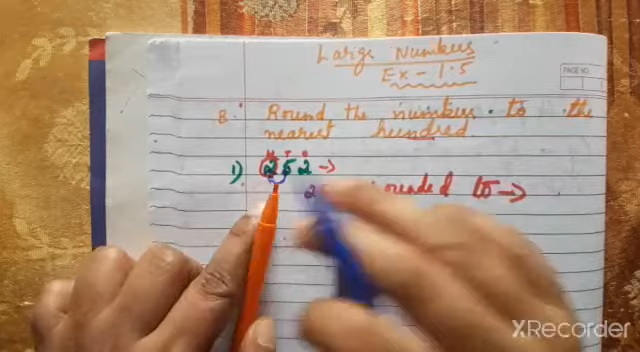 Large Numbers
Ex - 1.5
PAGE NO.
B. Round the numbers to the
nearest hundred
H T O
1) 252 →
2 rounded to →
XRecorder